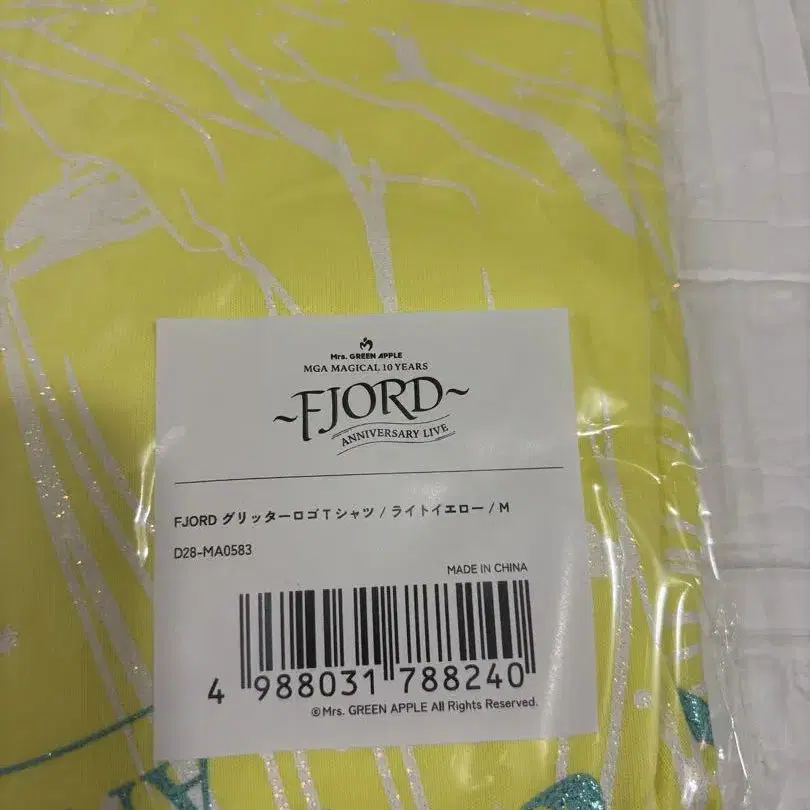 Mrs. GREEN APPLE
MGA MAGICAL 10 YEARS
~FJORD~
ANNIVERSARY LIVE
FJORD グリッターロゴTシャツ / ライトイエロー / M
D28-MA0583
MADE IN CHINA
4 988031 788240
©Mrs. GREEN APPLE All Rights Reserved.